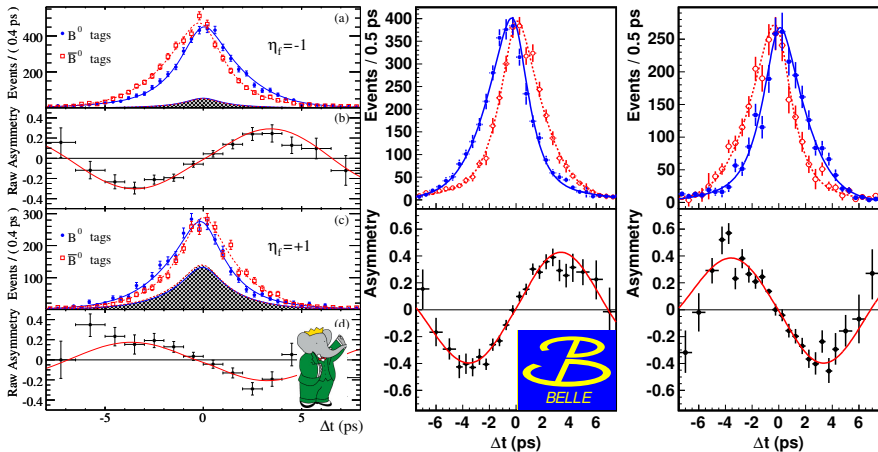 Events / ( 0.4 ps )
400
200
B⁰ tags
B̄⁰ tags
(a)
η_f=-1
Raw Asymmetry
0.4
0.2
0
-0.2
-0.4
(b)
Events / ( 0.4 ps )
300
200
100
B⁰ tags
B̄⁰ tags
(c)
η_f=+1
Raw Asymmetry
0.4
0.2
0
-0.2
-0.4
(d)
-5 0 5
Δt (ps)
Events / 0.5 ps
400
350
300
250
200
150
100
50
0
Asymmetry
0.6
0.4
0.2
-0.0
-0.2
-0.4
-0.6
B
BELLE
-6 -4 -2 0 2 4 6
Δt (ps)
Events / 0.5 ps
250
200
150
100
50
0
Asymmetry
0.6
0.4
0.2
-0.0
-0.2
-0.4
-0.6
-6 -4 -2 0 2 4 6
Δt (ps)